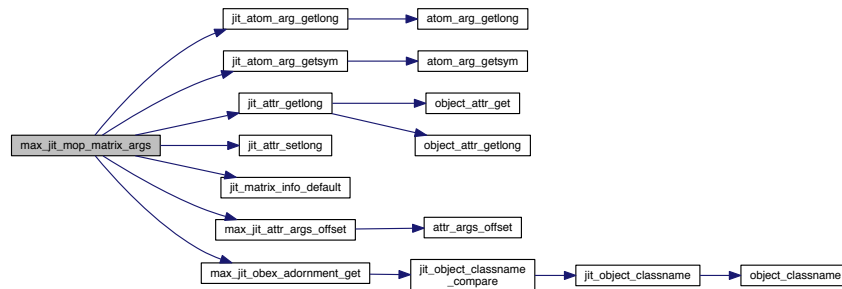 jit_atom_arg_getlong
atom_arg_getlong
jit_atom_arg_getsym
atom_arg_getsym
jit_attr_getlong
object_attr_get
max_jit_mop_matrix_args
jit_attr_setlong
object_attr_getlong
jit_matrix_info_default
max_jit_attr_args_offset
attr_args_offset
max_jit_obex_adornment_get
jit_object_classname
_compare
jit_object_classname
object_classname